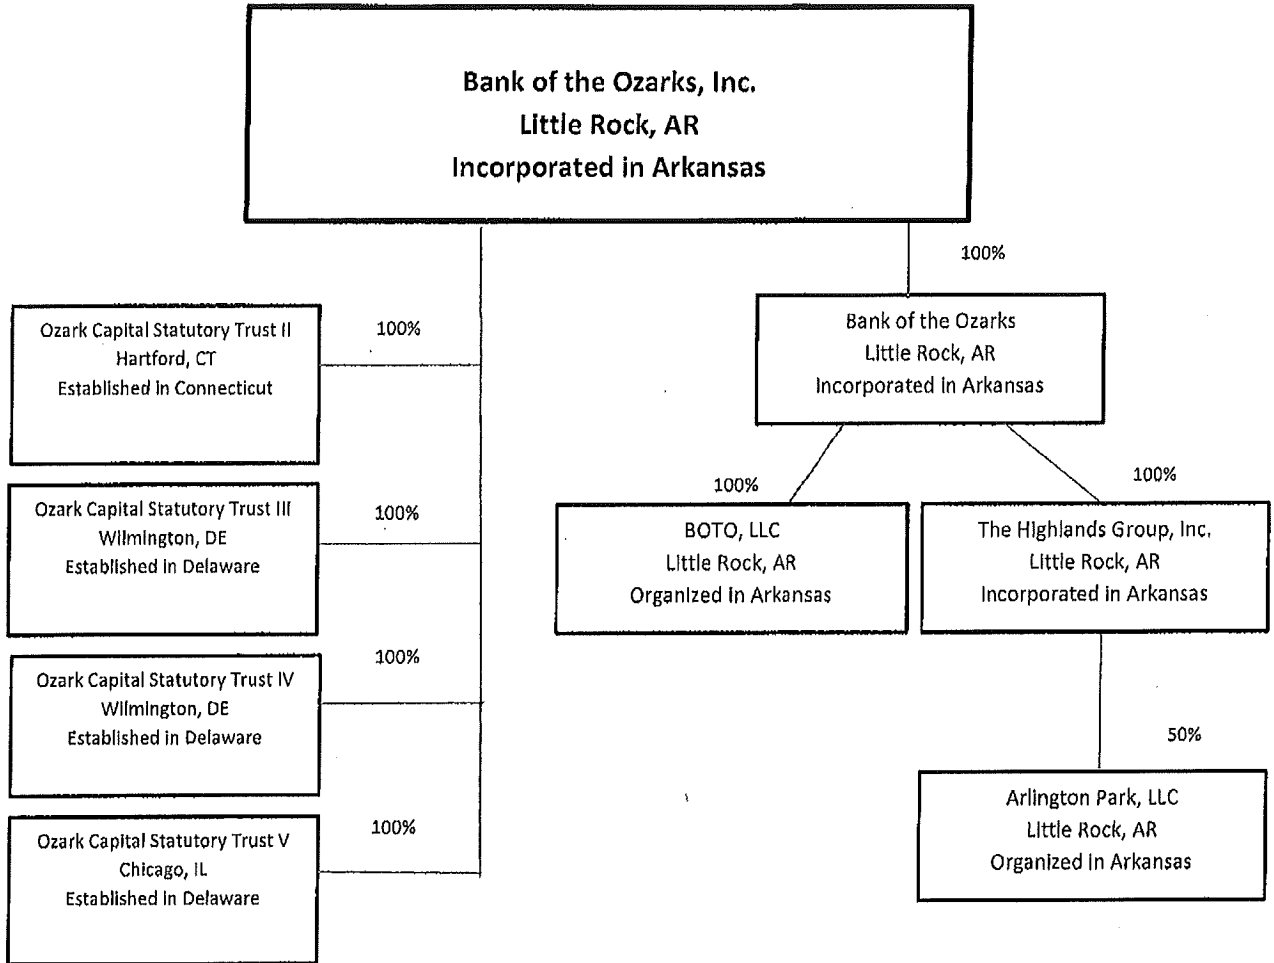 Bank of the Ozarks, Inc.
Little Rock, AR
Incorporated in Arkansas
100%
Bank of the Ozarks
Little Rock, AR
Incorporated in Arkansas
Ozark Capital Statutory Trust II
Hartford, CT
Established in Connecticut
100%
Ozark Capital Statutory Trust III
Wilmington, DE
Established in Delaware
100%
Ozark Capital Statutory Trust IV
Wilmington, DE
Established in Delaware
100%
Ozark Capital Statutory Trust V
Chicago, IL
Established in Delaware
100%
100%
BOTO, LLC
Little Rock, AR
Organized in Arkansas
100%
The Highlands Group, Inc.
Little Rock, AR
Incorporated in Arkansas
50%
Arlington Park, LLC
Little Rock, AR
Organized in Arkansas